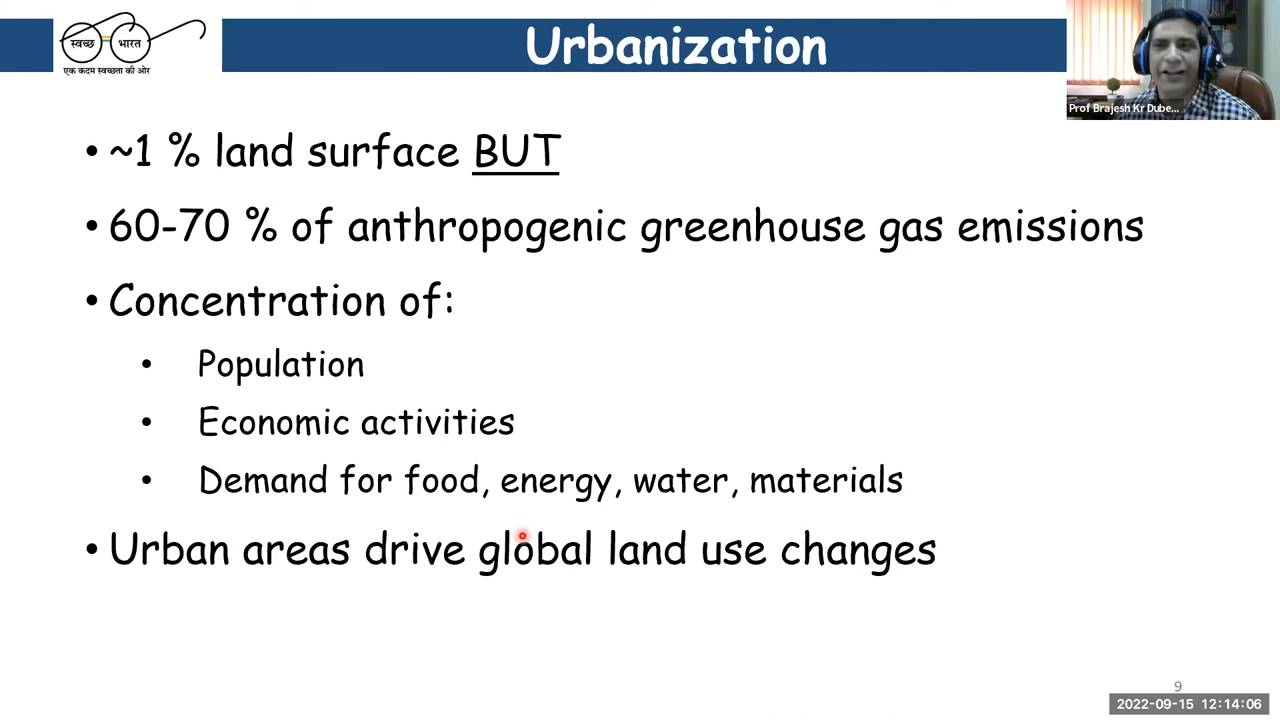 स्वच्छ भारत
एक कदम स्वच्छता की ओर
Urbanization
Prof Brajesh Kr Dube...
• ~1 % land surface BUT
• 60-70 % of anthropogenic greenhouse gas emissions
• Concentration of:
• Population
• Economic activities
• Demand for food, energy, water, materials
• Urban areas drive global land use changes
9
2022-09-15 12:14:06